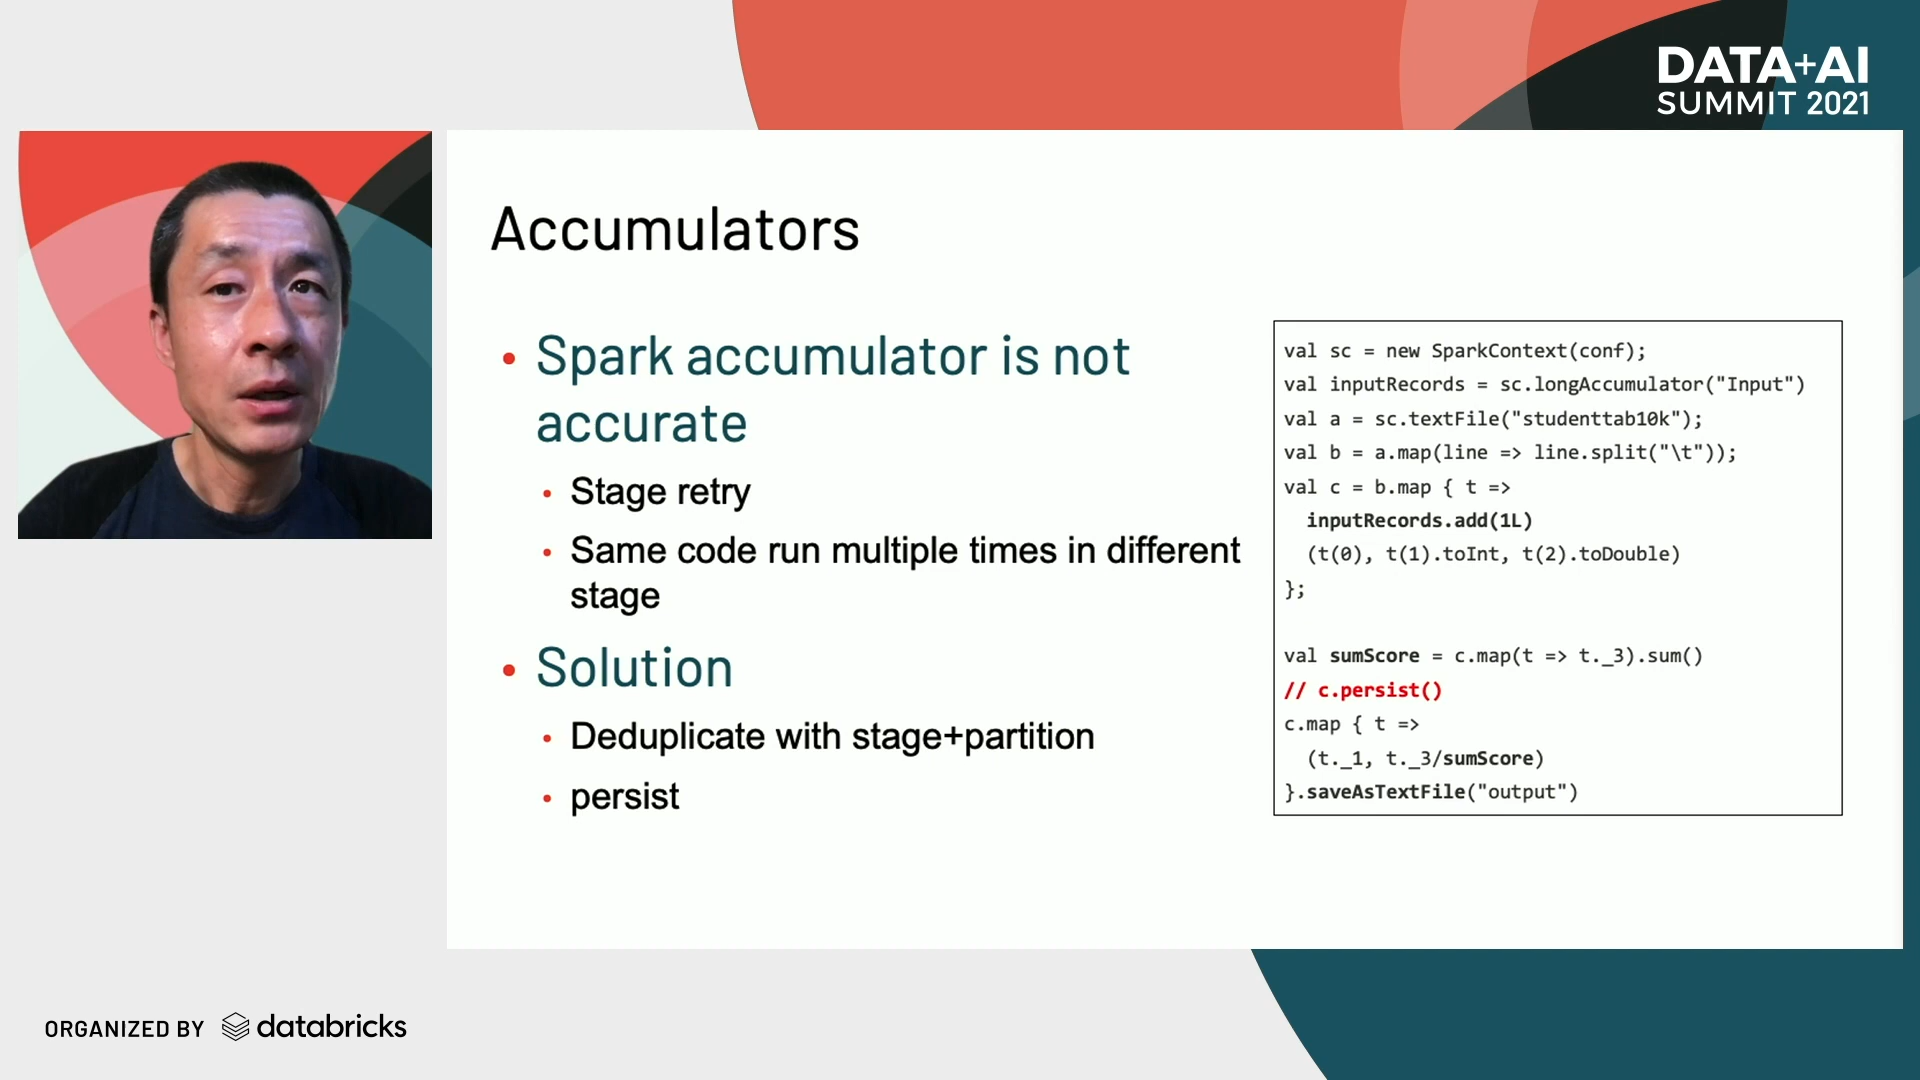 DATA+AI
SUMMIT 2021
Accumulators
• Spark accumulator is not
accurate
• Stage retry
• Same code run multiple times in different
stage
• Solution
• Deduplicate with stage+partition
• persist
val sc = new SparkContext(conf);
val inputRecords = sc.longAccumulator("Input")
val a = sc.textFile("studenttab10k");
val b = a.map(line => line.split("\t"));
val c = b.map { t =>
inputRecords.add(1L)
(t(0), t(1).toInt, t(2).toDouble)
};
val sumScore = c.map(t => t._3).sum()
// c.persist()
c.map { t =>
(t._1, t._3/sumScore)
}.saveAsTextFile("output")
ORGANIZED BY databricks